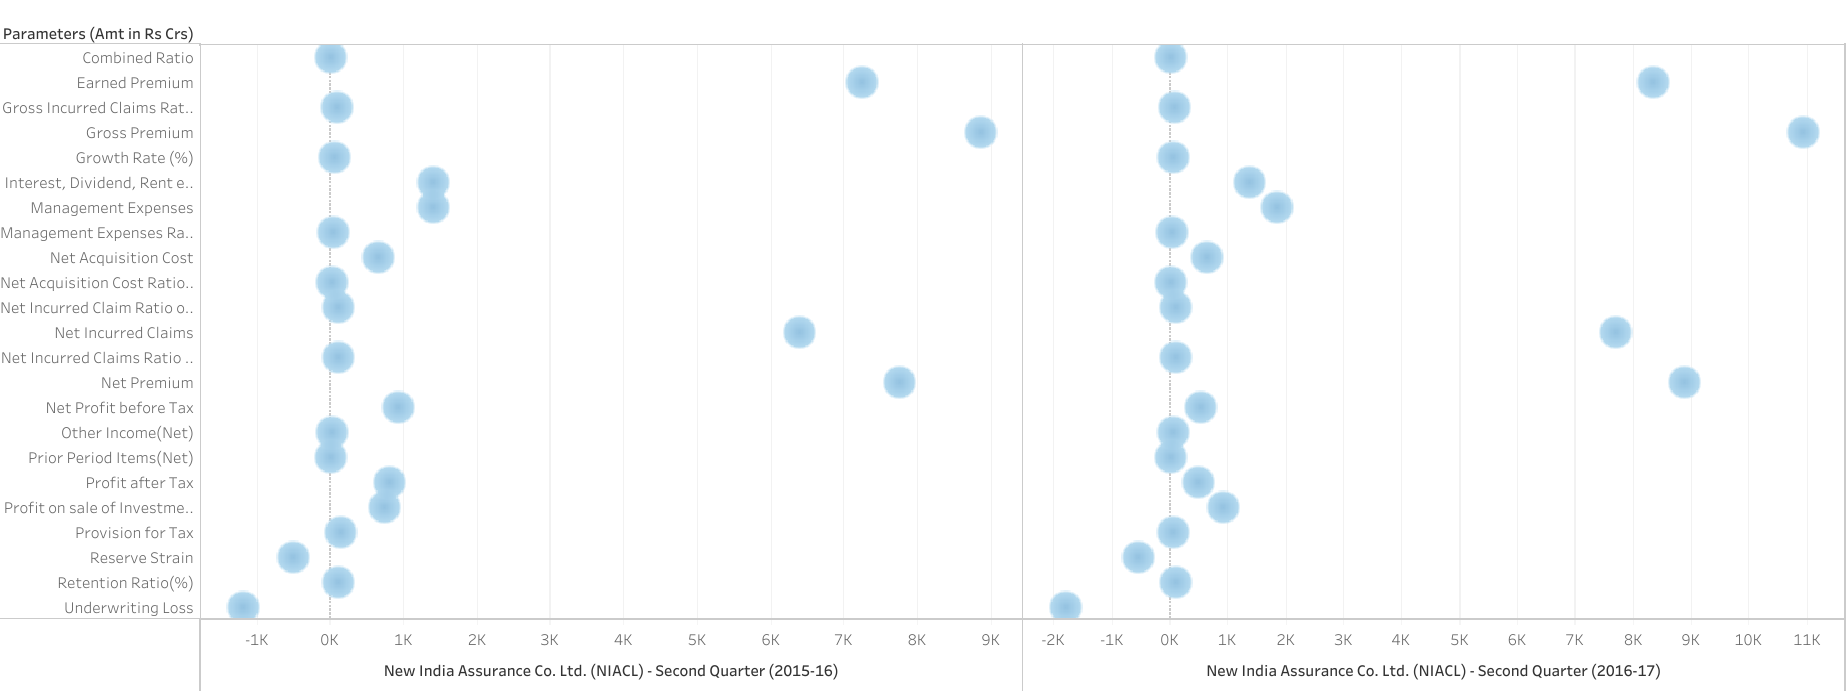 Parameters (Amt in Rs Crs)
Combined Ratio
Earned Premium
Gross Incurred Claims Rat..
Gross Premium
Growth Rate (%)
Interest, Dividend, Rent e..
Management Expenses
Management Expenses Ra..
Net Acquisition Cost
Net Acquisition Cost Ratio..
Net Incurred Claim Ratio o..
Net Incurred Claims
Net Incurred Claims Ratio ..
Net Premium
Net Profit before Tax
Other Income(Net)
Prior Period Items(Net)
Profit after Tax
Profit on sale of Investme..
Provision for Tax
Reserve Strain
Retention Ratio(%)
Underwriting Loss
-1K 0K 1K 2K 3K 4K 5K 6K 7K 8K 9K
-2K -1K 0K 1K 2K 3K 4K 5K 6K 7K 8K 9K 10K 11K
New India Assurance Co. Ltd. (NIACL) - Second Quarter (2015-16)
New India Assurance Co. Ltd. (NIACL) - Second Quarter (2016-17)